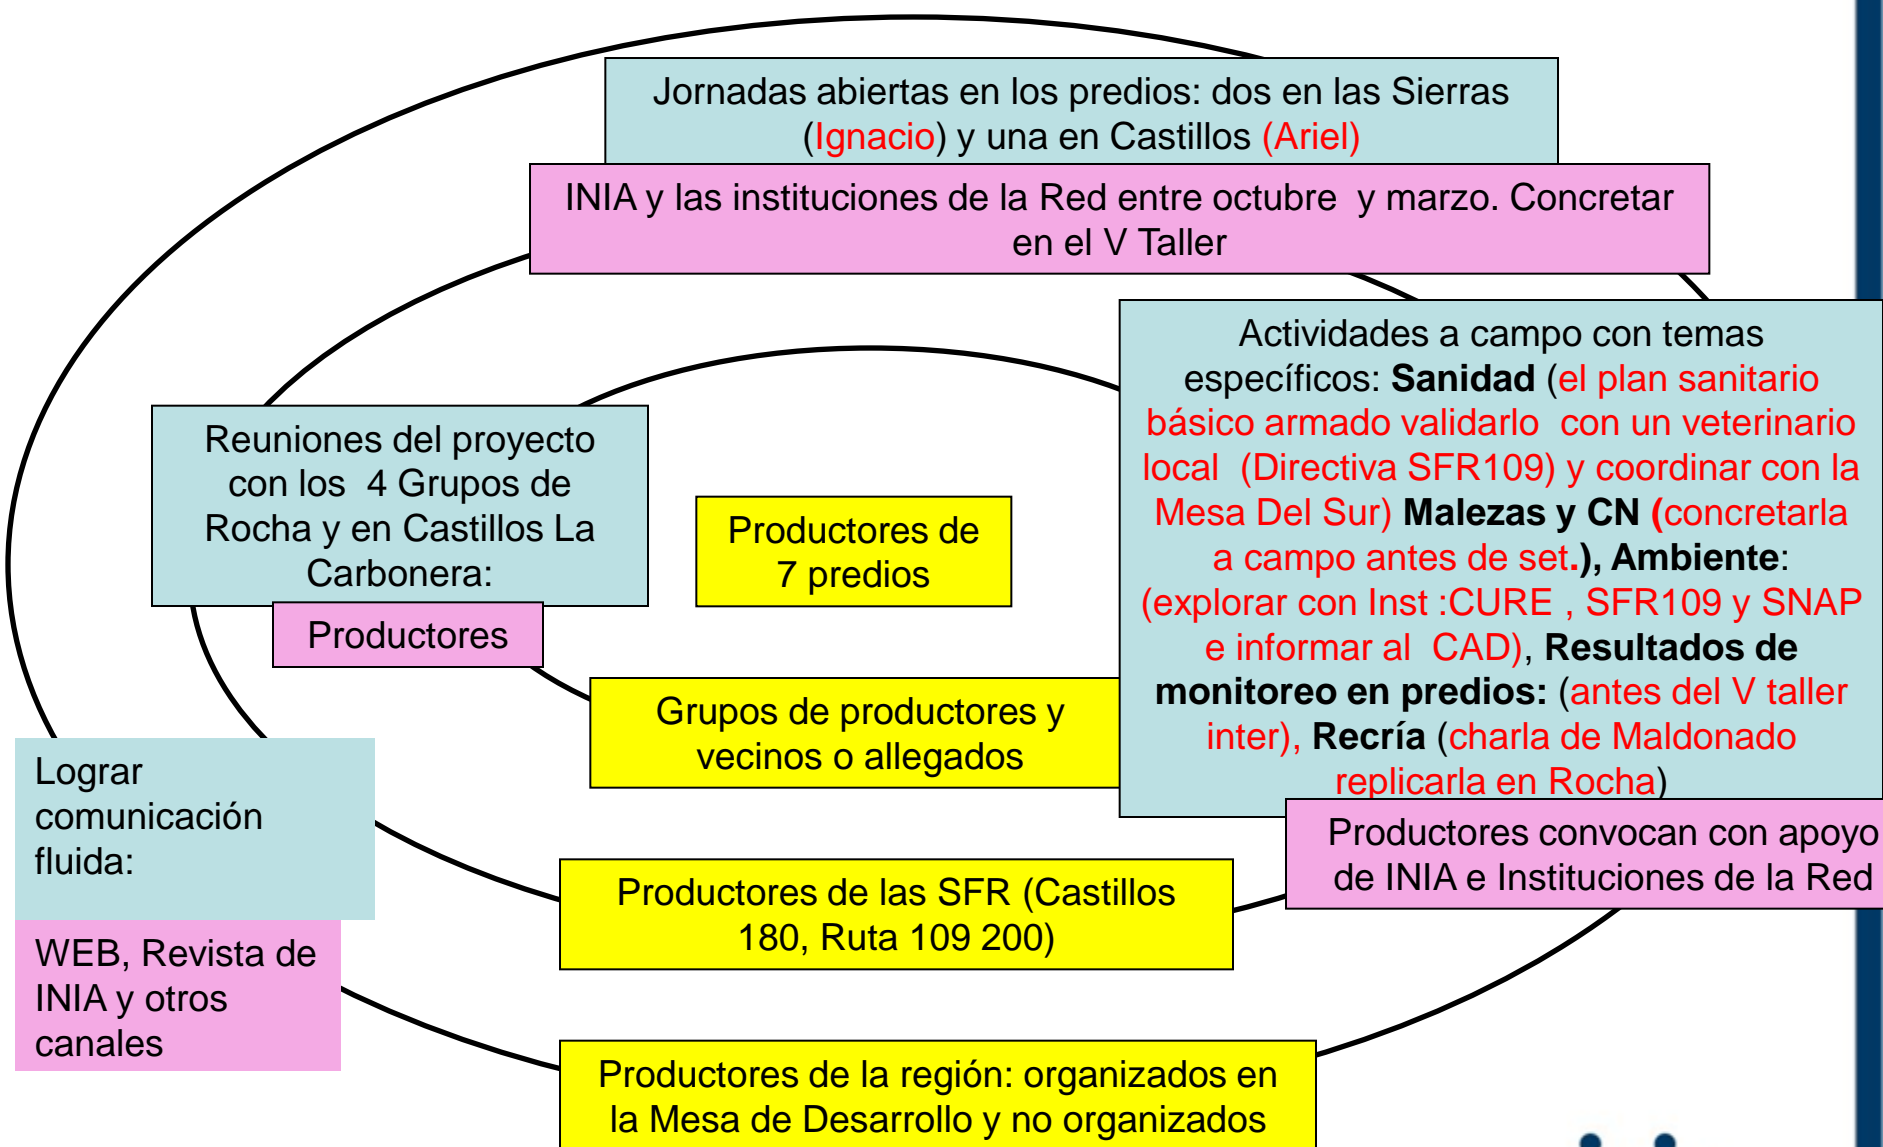 Jornadas abiertas en los predios: dos en las Sierras
(Ignacio) y una en Castillos (Ariel)
INIA y las instituciones de la Red entre octubre y marzo. Concretar
en el V Taller
Actividades a campo con temas
específicos: Sanidad (el plan sanitario
básico armado validarlo con un veterinario
local (Directiva SFR109) y coordinar con la
Mesa Del Sur) Malezas y CN (concretarla
a campo antes de set.), Ambiente:
(explorar con Inst :CURE , SFR109 y SNAP
e informar al CAD), Resultados de
monitoreo en predios: (antes del V taller
inter), Recría (charla de Maldonado
replicarla en Rocha)
Productores convocan con apoyo
de INIA e Instituciones de la Red
Reuniones del proyecto
con los 4 Grupos de
Rocha y en Castillos La
Carbonera:
Productores
Productores de
7 predios
Grupos de productores y
vecinos o allegados
Lograr
comunicación
fluida:
WEB, Revista de
INIA y otros
canales
Productores de las SFR (Castillos
180, Ruta 109 200)
Productores de la región: organizados en
la Mesa de Desarrollo y no organizados